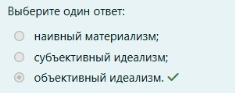 Выберите один ответ:
наивный материализм;
субъективный идеализм;
объективный идеализм.